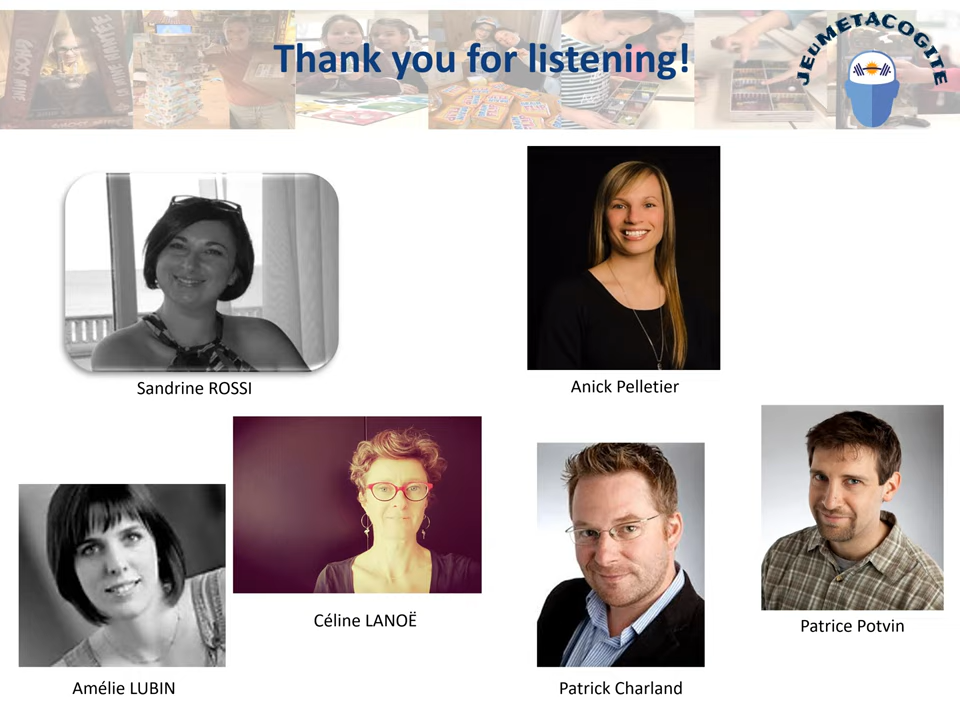 Thank you for listening!
JEuMETACOGITE
Sandrine ROSSI
Anick Pelletier
Céline LANOË
Patrice Potvin
Amélie LUBIN
Patrick Charland